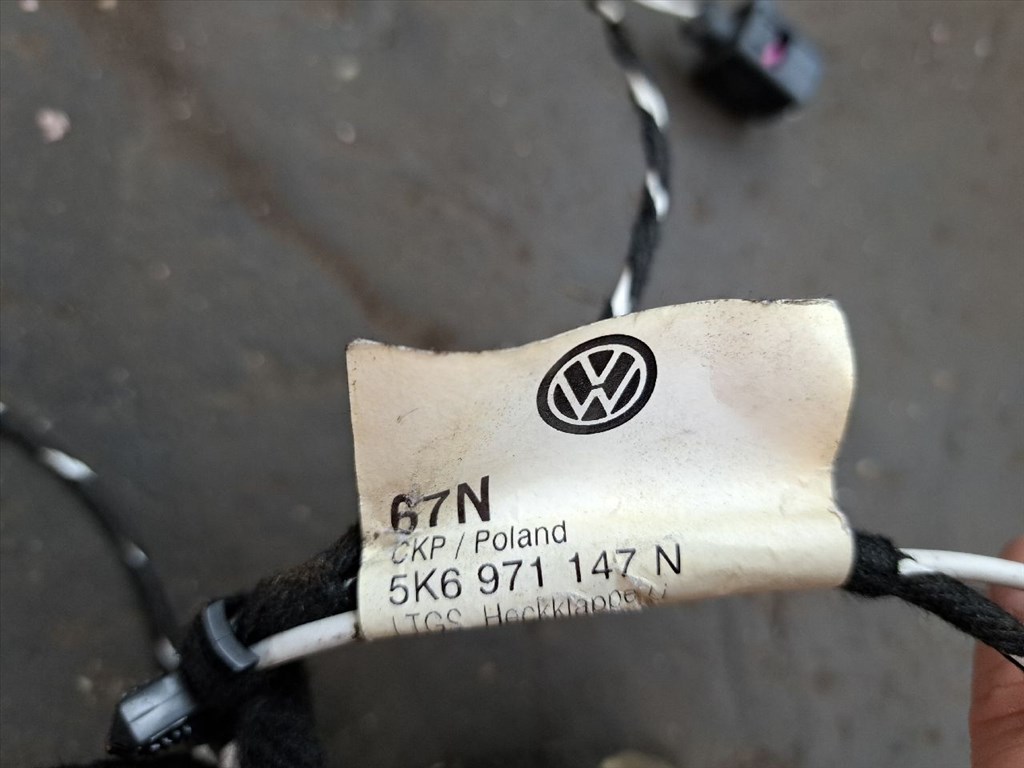 67N
CKP / Poland
5K6 971 147 N
LTGS Heckklappe